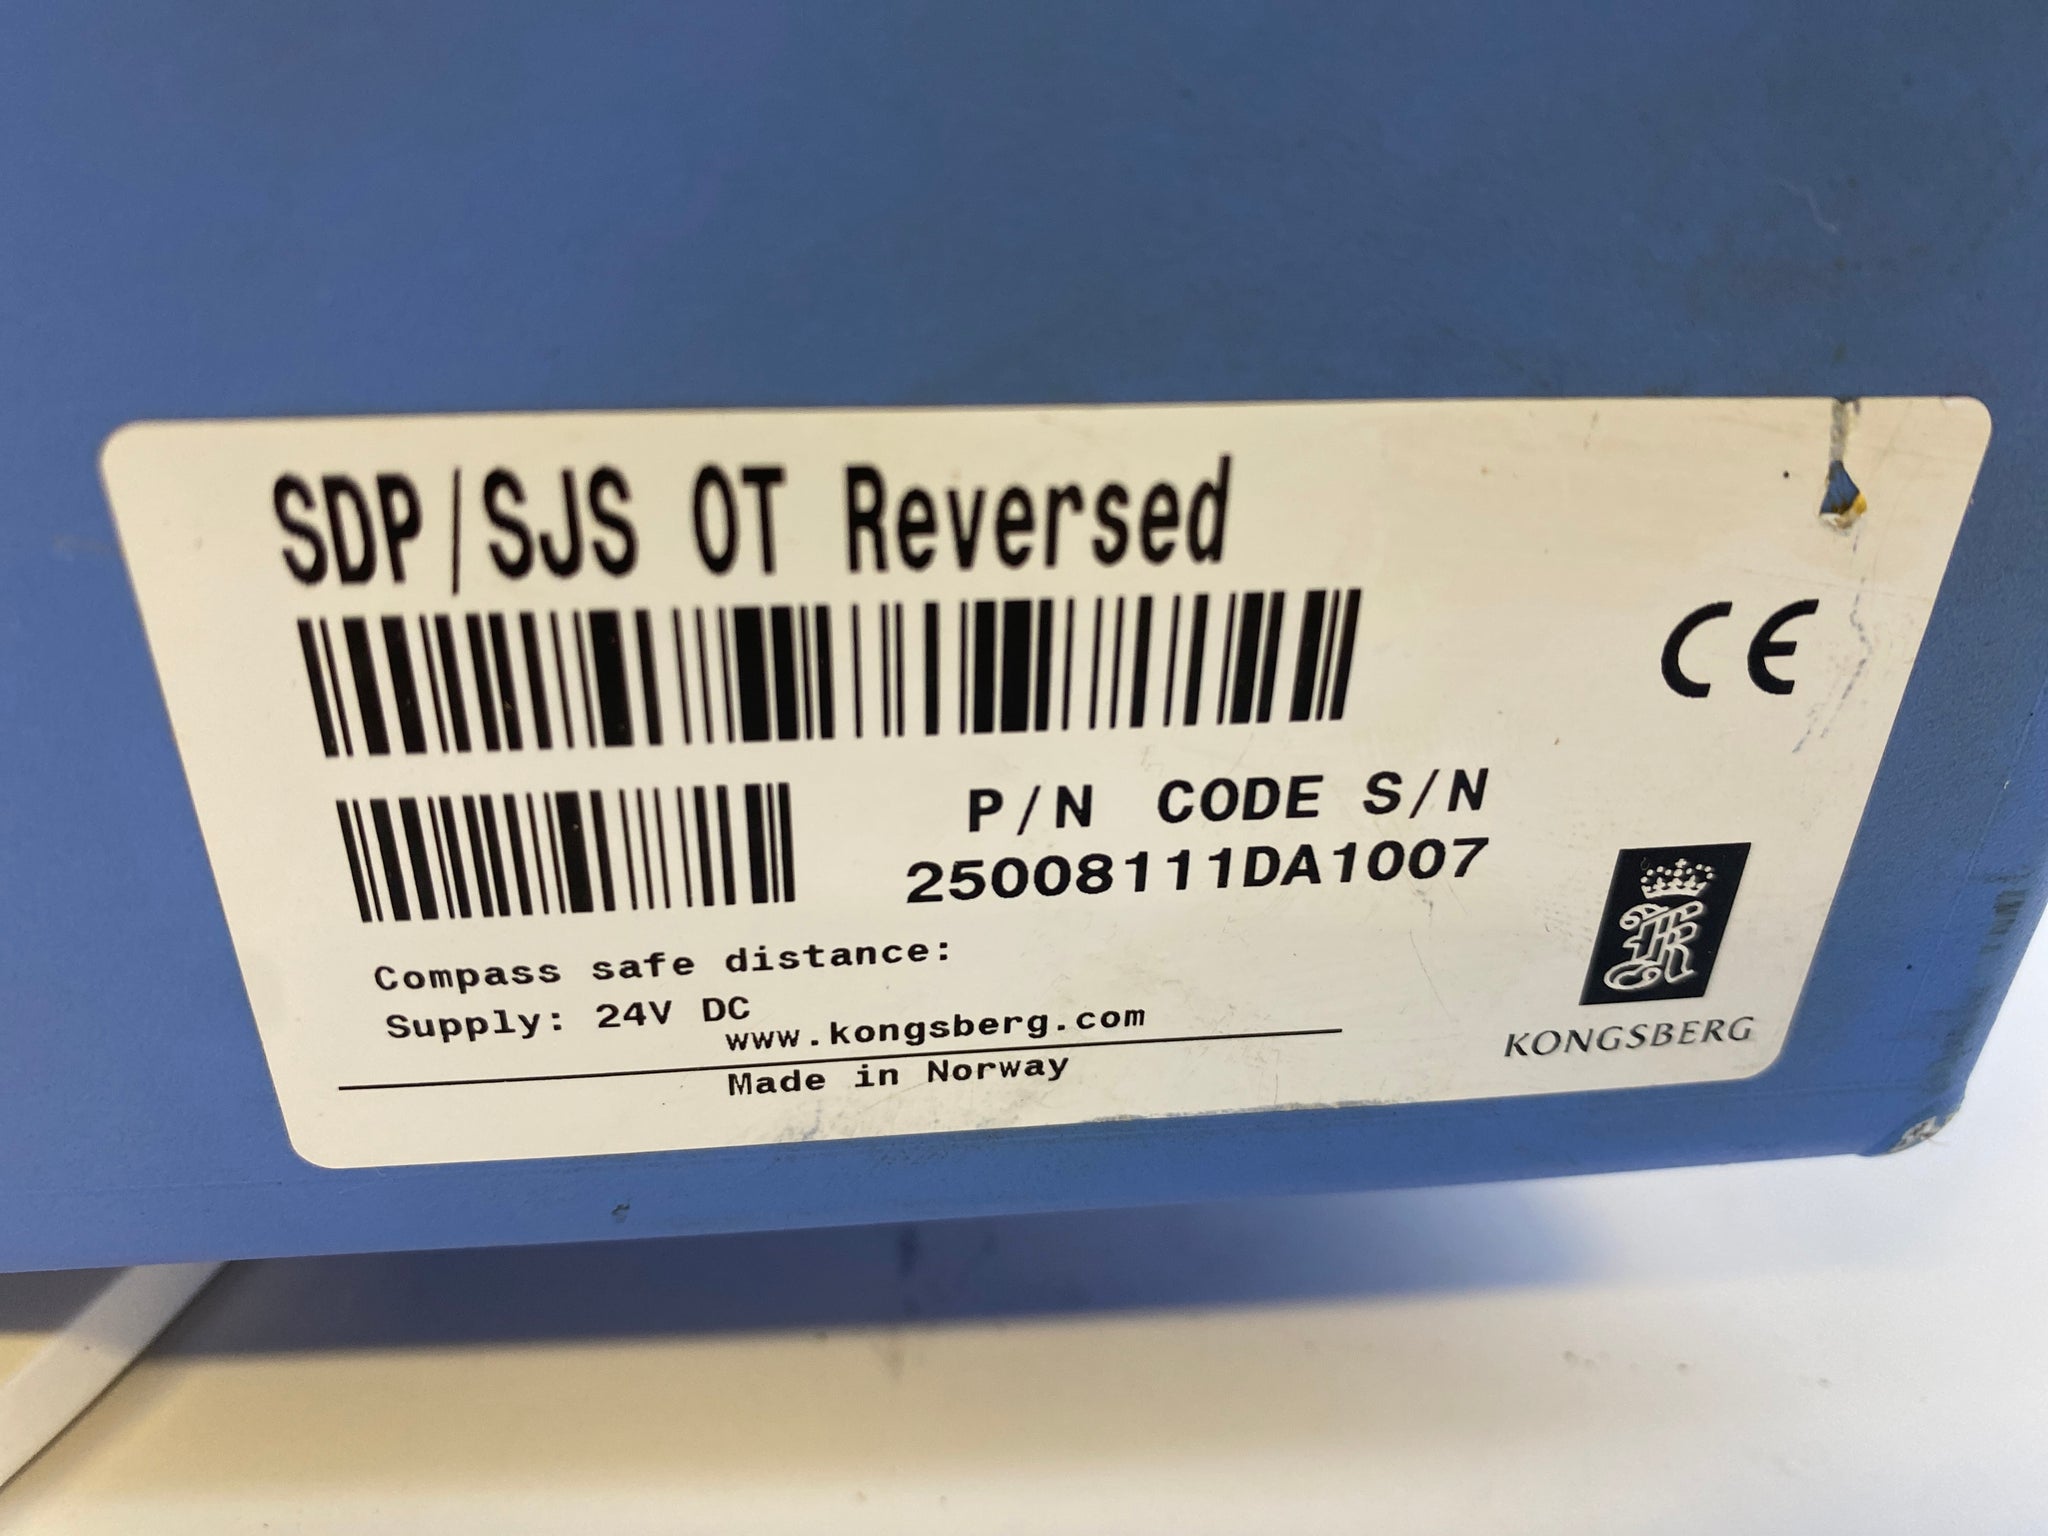 SDP/SJS OT Reversed
CE
P/N CODE S/N
25008111DA1007
Compass safe distance:
Supply: 24V DC
www.kongsberg.com
Made in Norway
KONGSBERG